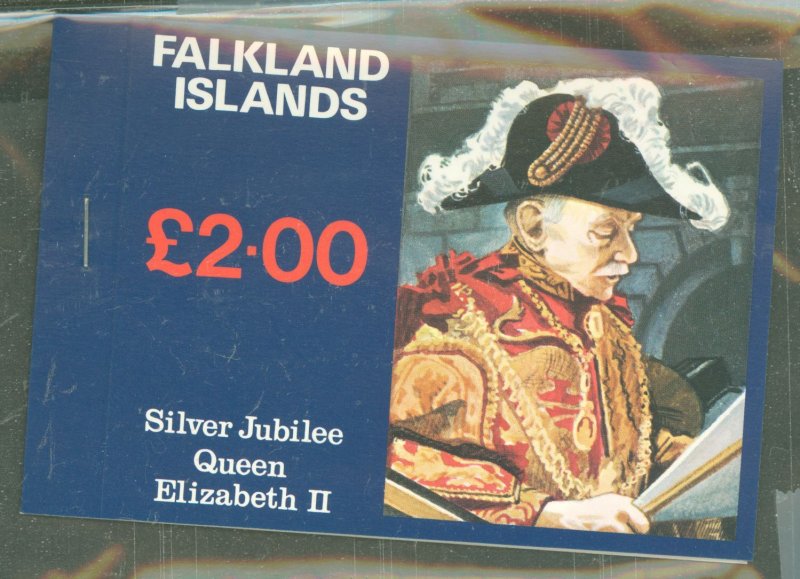 FALKLAND
ISLANDS
£2·00
Silver Jubilee
Queen
Elizabeth II